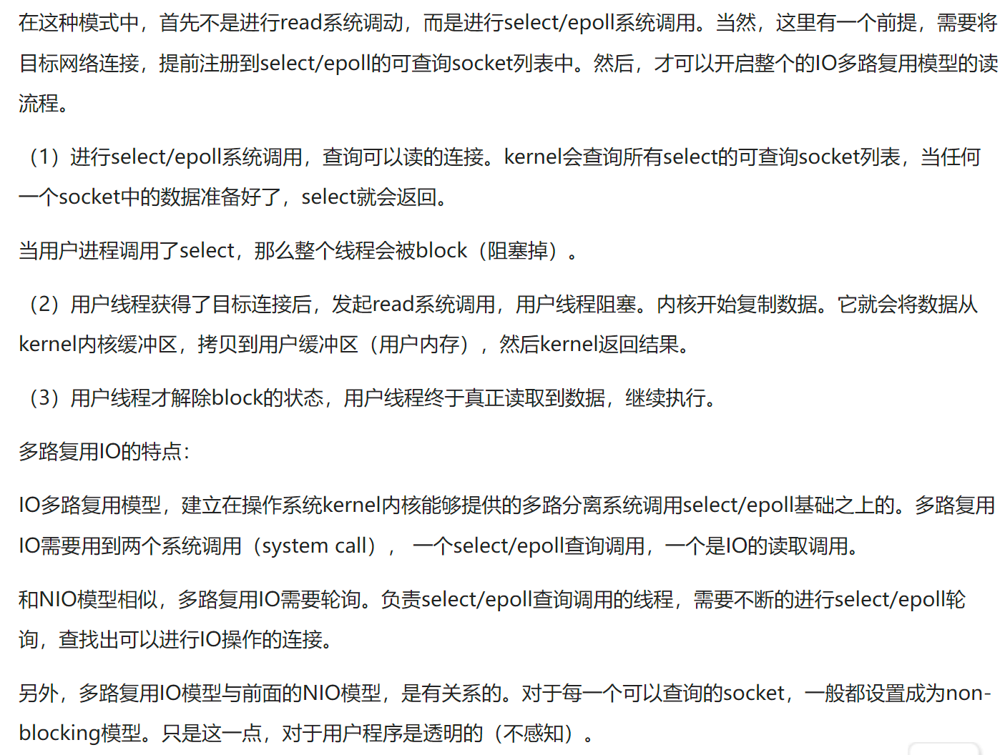 在这种模式中，首先不是进行read系统调动，而是进行select/epoll系统调用。当然，这里有一个前提，需要将
目标网络连接，提前注册到select/epoll的可查询socket列表中。然后，才可以开启整个的IO多路复用模型的读
流程。
（1）进行select/epoll系统调用，查询可以读的连接。kernel会查询所有select的可查询socket列表，当任何
一个socket中的数据准备好了，select就会返回。
当用户进程调用了select，那么整个线程会被block（阻塞掉）。
（2）用户线程获得了目标连接后，发起read系统调用，用户线程阻塞。内核开始复制数据。它就会将数据从
kernel内核缓冲区，拷贝到用户缓冲区（用户内存），然后kernel返回结果。
（3）用户线程才解除block的状态，用户线程终于真正读取到数据，继续执行。
多路复用IO的特点：
IO多路复用模型，建立在操作系统kernel内核能够提供的多路分离系统调用select/epoll基础之上的。多路复用
IO需要用到两个系统调用（system call）， 一个select/epoll查询调用，一个是IO的读取调用。
和NIO模型相似，多路复用IO需要轮询。负责select/epoll查询调用的线程，需要不断的进行select/epoll轮
询，查找出可以进行IO操作的连接。
另外，多路复用IO模型与前面的NIO模型，是有关系的。对于每一个可以查询的socket，一般都设置成为non-
blocking模型。只是这一点，对于用户程序是透明的（不感知）。